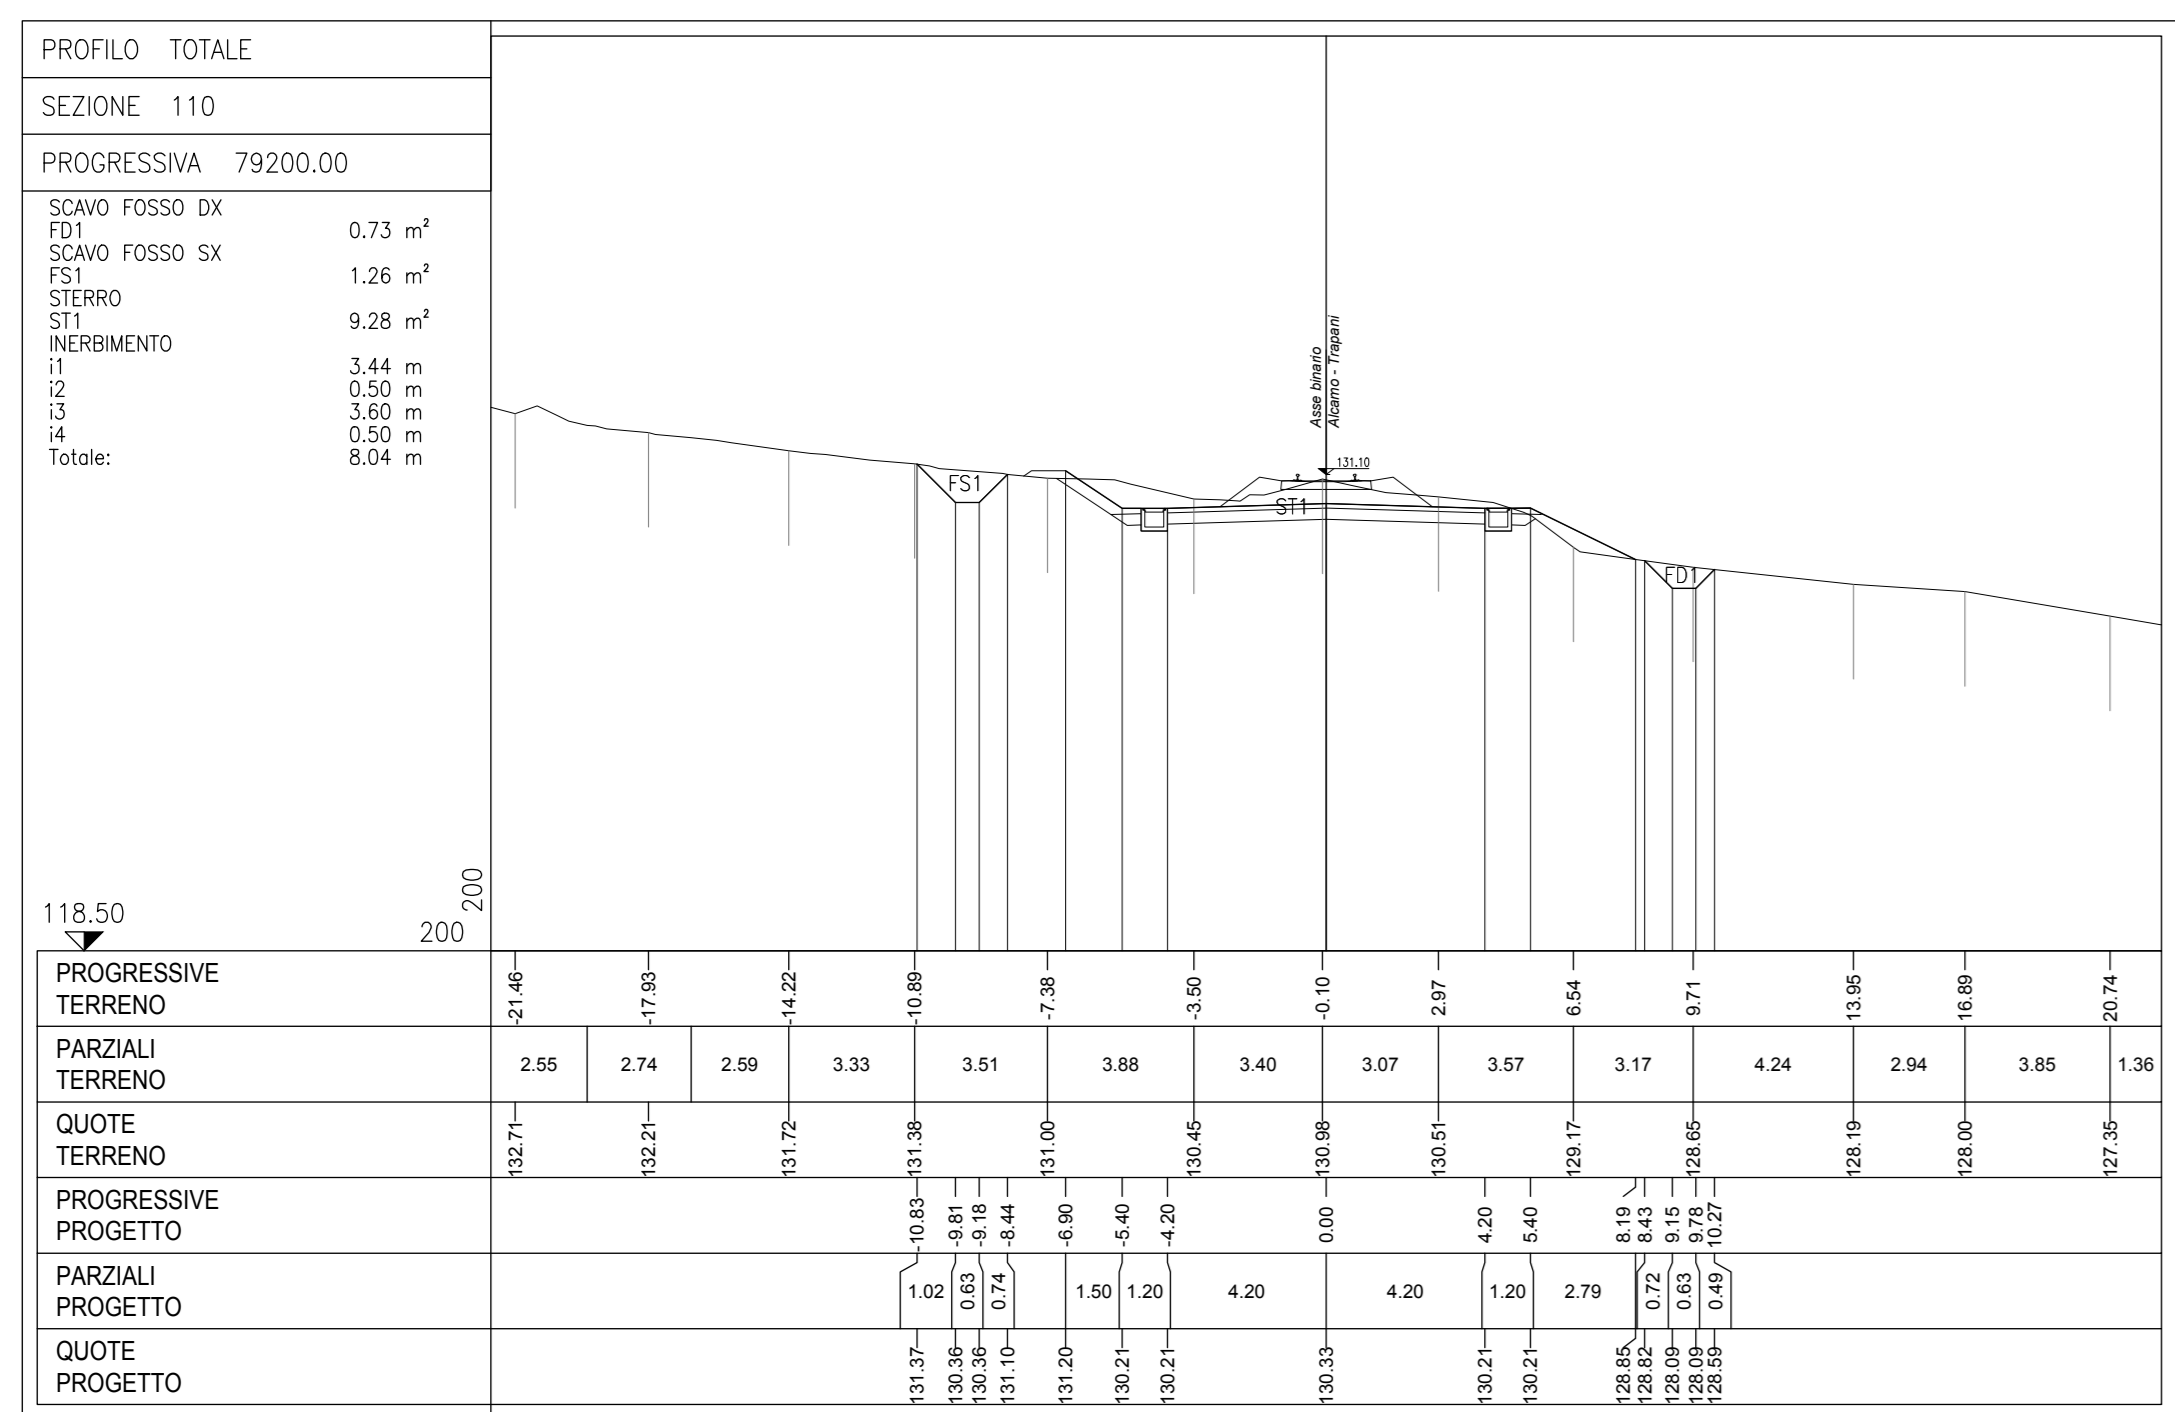 PROFILO TOTALE
SEZIONE 110
PROGRESSIVA 79200.00
SCAVO FOSSO DX
FD1 0.73 m²
SCAVO FOSSO SX
FS1 1.26 m²
STERRO
ST1 9.28 m²
INERBIMENTO
i1 3.44 m
i2 0.50 m
i3 3.60 m
i4 0.50 m
Totale: 8.04 m
Asse binario
Alcamo - Trapani
131.10
FS1
ST1
FD1
118.50
200
200
PROGRESSIVE
TERRENO
-21.46 -17.93 -14.22 -10.89 -7.38 -3.50 -0.10 2.97 6.54 9.71 13.95 16.89 20.74
PARZIALI
TERRENO
2.55 2.74 2.59 3.33 3.51 3.88 3.40 3.07 3.57 3.17 4.24 2.94 3.85 1.36
QUOTE
TERRENO
132.71 132.21 131.72 131.38 131.00 130.45 130.98 130.51 129.17 128.65 128.19 128.00 127.35
PROGRESSIVE
PROGETTO
-10.83 -9.81 -9.18 -8.44 -6.90 -5.40 -4.20 0.00 4.20 5.40 8.19 8.43 9.15 9.78 10.27
PARZIALI
PROGETTO
1.02 0.63 0.74 1.50 1.20 4.20 4.20 1.20 2.79 0.72 0.63 0.49
QUOTE
PROGETTO
131.37 130.36 130.36 131.10 131.20 130.21 130.21 130.33 130.21 130.21 128.85 128.82 128.09 128.09 128.59